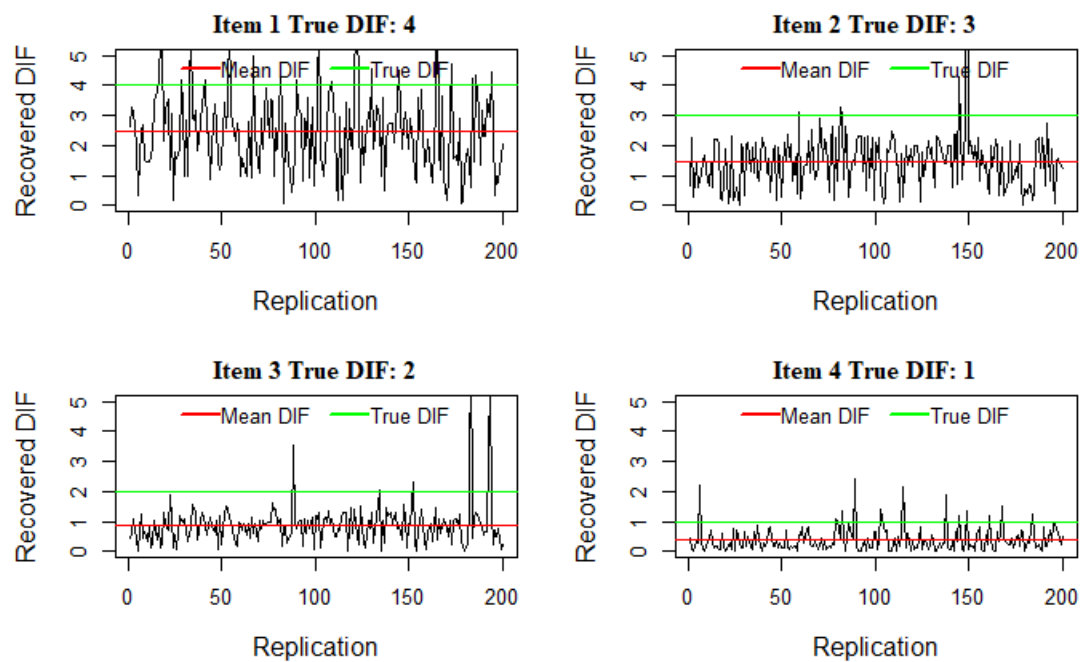 Item 1 True DIF: 4
Recovered DIF
5
4
3
2
1
0
Mean DIF True DIF
0 50 100 150 200
Replication
Item 2 True DIF: 3
Recovered DIF
5
4
3
2
1
0
Mean DIF True DIF
0 50 100 150 200
Replication
Item 3 True DIF: 2
Recovered DIF
5
4
3
2
1
0
Mean DIF True DIF
0 50 100 150 200
Replication
Item 4 True DIF: 1
Recovered DIF
5
4
3
2
1
0
Mean DIF True DIF
0 50 100 150 200
Replication